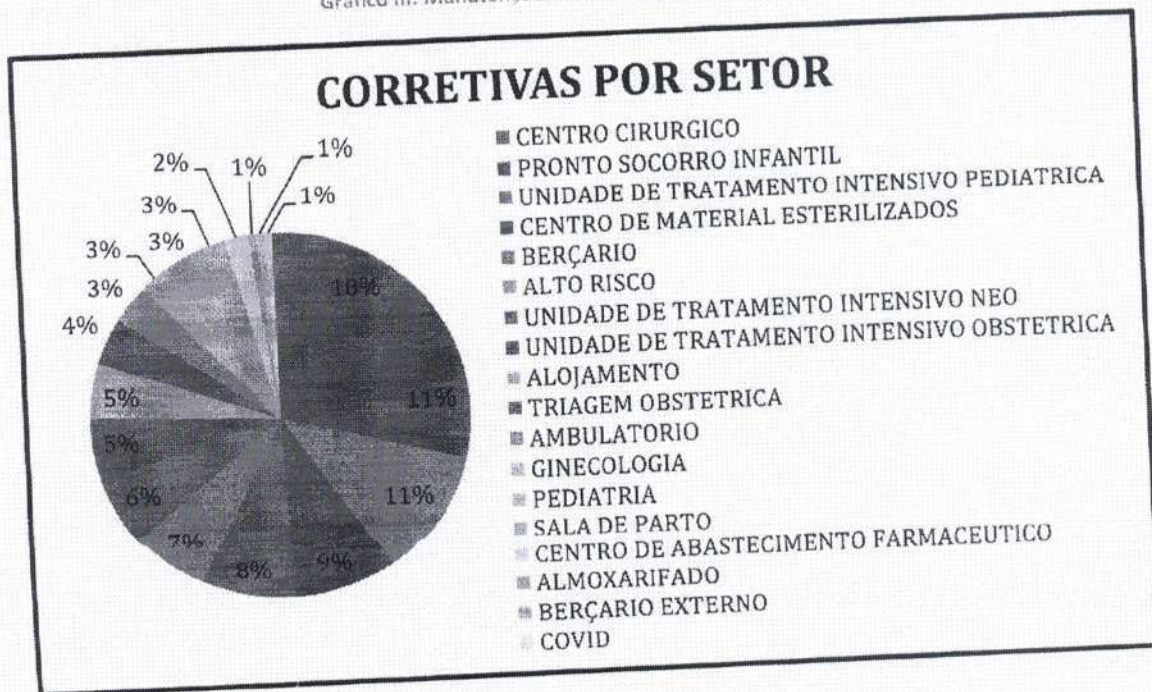 Gráfico III:
CORRETIVAS POR SETOR
18%
11%
11%
9%
8%
7%
6%
5%
5%
4%
3%
3%
3%
3%
2%
1%
1%
1%
CENTRO CIRURGICO
PRONTO SOCORRO INFANTIL
UNIDADE DE TRATAMENTO INTENSIVO PEDIATRICA
CENTRO DE MATERIAL ESTERILIZADOS
BERÇARIO
ALTO RISCO
UNIDADE DE TRATAMENTO INTENSIVO NEO
UNIDADE DE TRATAMENTO INTENSIVO OBSTETRICA
ALOJAMENTO
TRIAGEM OBSTETRICA
AMBULATORIO
GINECOLOGIA
PEDIATRIA
SALA DE PARTO
CENTRO DE ABASTECIMENTO FARMACEUTICO
ALMOXARIFADO
BERÇARIO EXTERNO
COVID